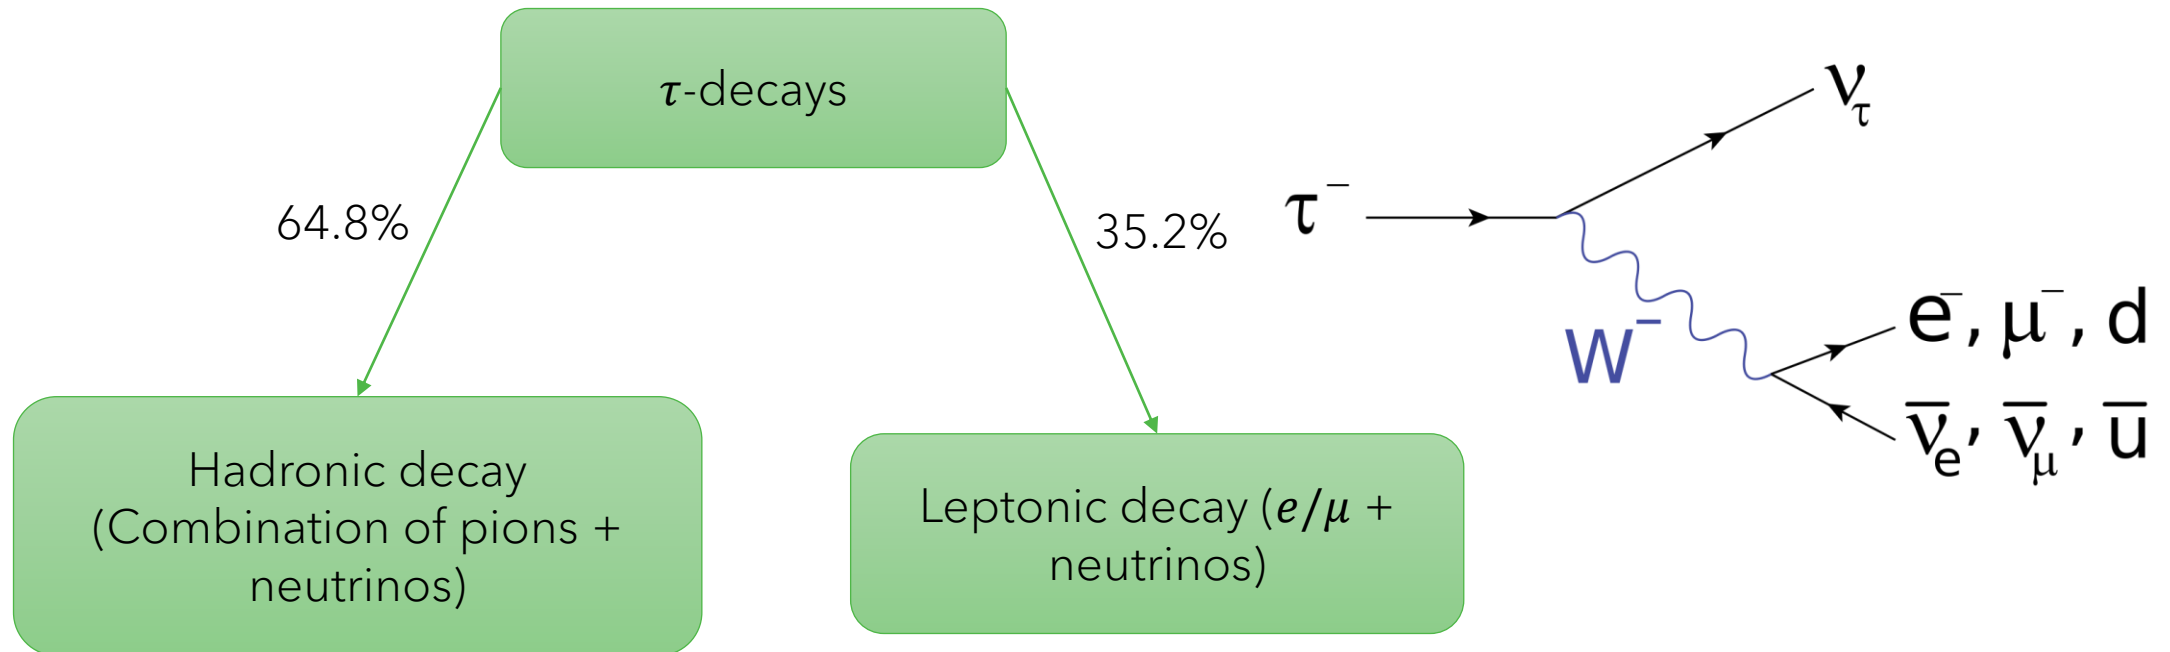 τ-decays
64.8%
35.2%
Hadronic decay
(Combination of pions +
neutrinos)
Leptonic decay (e/μ +
neutrinos)
ν_τ
τ⁻
W⁻
e⁻, μ⁻, d
ν̅_e, ν̅_μ, u̅